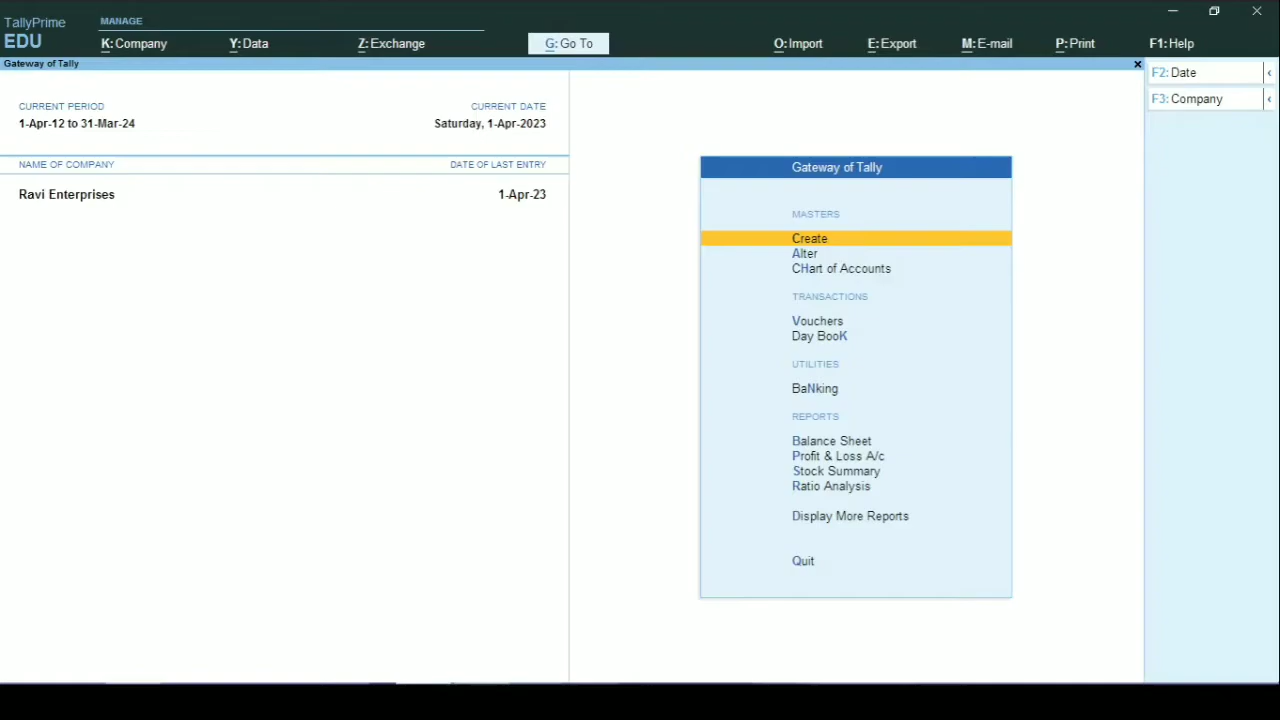 TallyPrime
EDU
MANAGE
K: Company
Y: Data
Z: Exchange
G: Go To
O: Import
E: Export
M: E-mail
P: Print
F1: Help
Gateway of Tally
F2: Date
F3: Company
CURRENT PERIOD
CURRENT DATE
1-Apr-12 to 31-Mar-24
Saturday, 1-Apr-2023
NAME OF COMPANY
DATE OF LAST ENTRY
Ravi Enterprises
1-Apr-23
Gateway of Tally
MASTERS
Create
Alter
CHart of Accounts
TRANSACTIONS
Vouchers
Day BooK
UTILITIES
BaNking
REPORTS
Balance Sheet
Profit & Loss A/c
Stock Summary
Ratio Analysis
Display More Reports
Quit